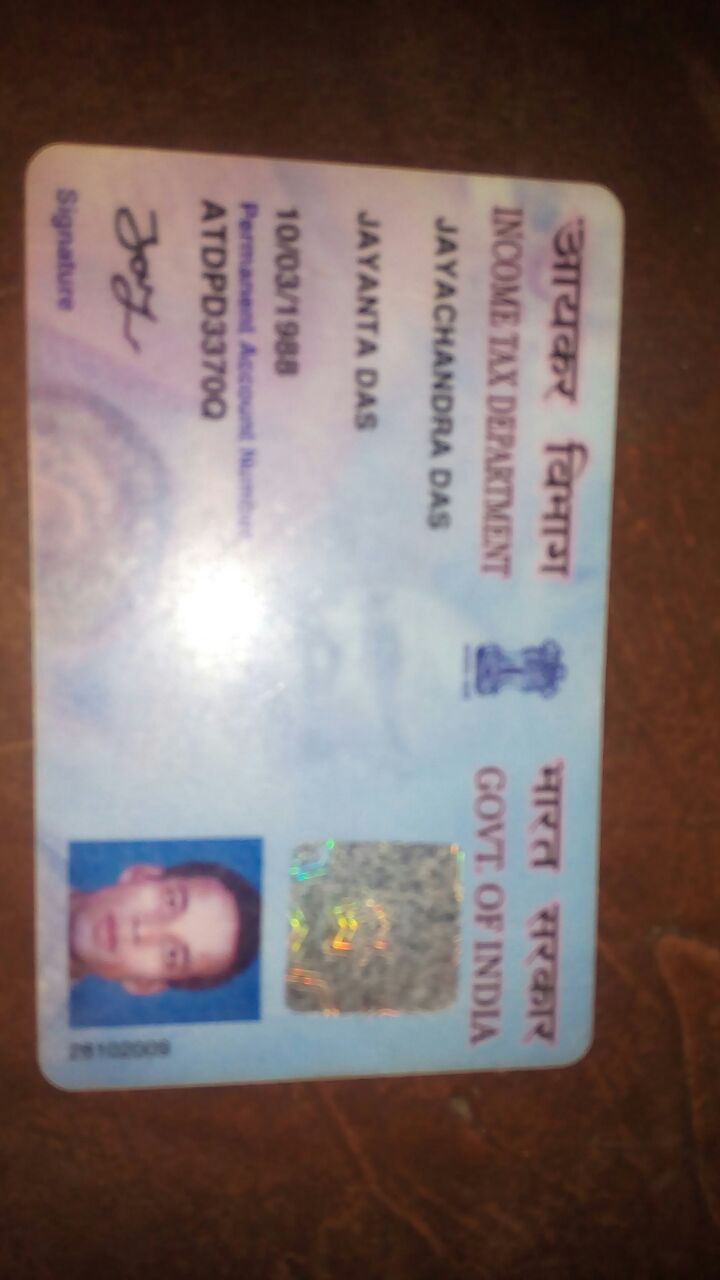 आयकर विभाग
INCOME TAX DEPARTMENT
भारत सरकार
GOVT. OF INDIA
JAYACHANDRA DAS
JAYANTA DAS
10/03/1988
Permanent Account Number
ATDPD3370Q
Signature
26102009